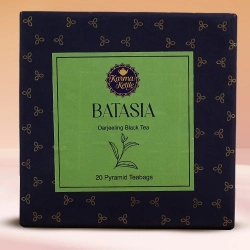 Karma
Kettle
BATASIA
Darjeeling Black Tea
20 Pyramid Teabags